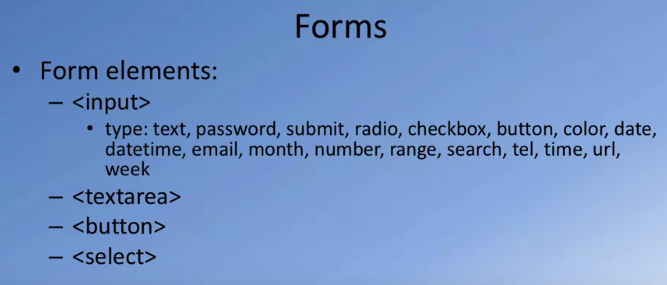 Forms
• Form elements:
– <input>
• type: text, password, submit, radio, checkbox, button, color, date,
datetime, email, month, number, range, search, tel, time, url,
week
– <textarea>
– <button>
– <select>